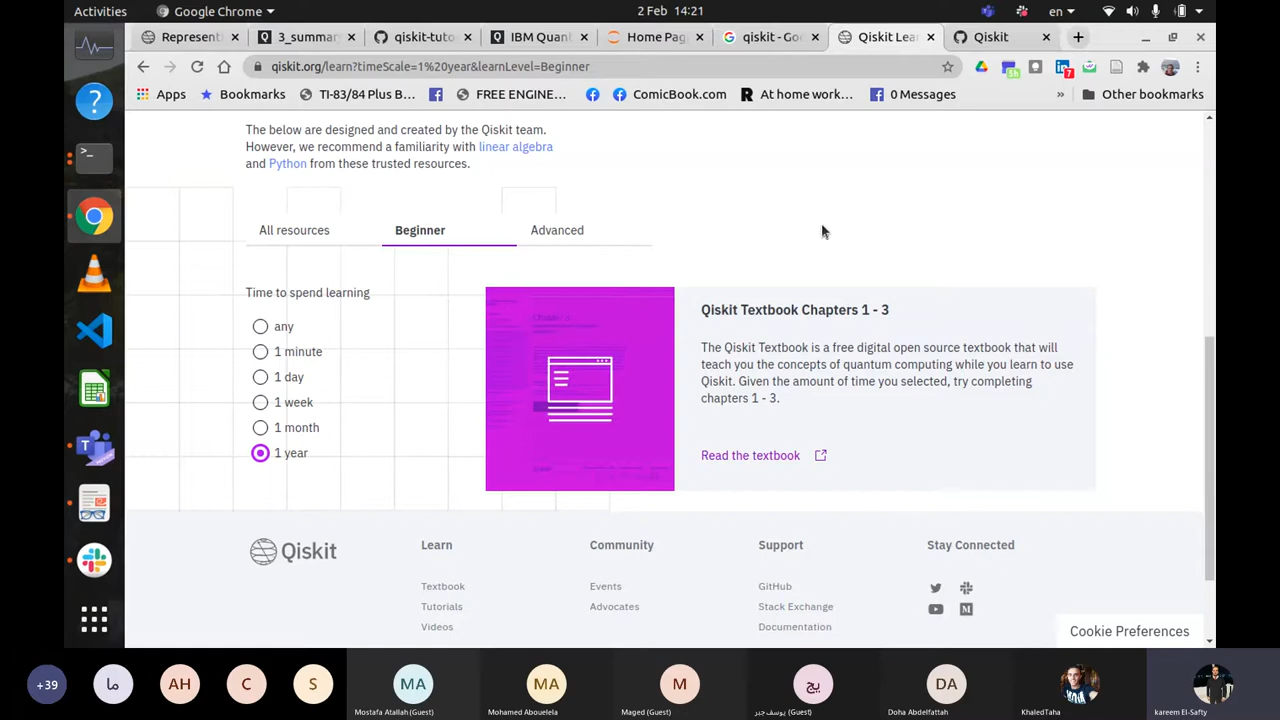 Activities
Google Chrome
2 Feb 14:21
en
Represent
3_summar
qiskit-tuto
IBM Quan
Home Pag
qiskit - Go
Qiskit Lea
Qiskit
qiskit.org/learn?timeScale=1%20year&learnLevel=Beginner
5h
7
Apps
Bookmarks
TI-83/84 Plus B...
FREE ENGINE...
ComicBook.com
At home work...
0 Messages
»
Other bookmarks
The below are designed and created by the Qiskit team.
However, we recommend a familiarity with linear algebra
and Python from these trusted resources.
All resources
Beginner
Advanced
Time to spend learning
any
1 minute
1 day
1 week
1 month
1 year
Qiskit Textbook Chapters 1 - 3
The Qiskit Textbook is a free digital open source textbook that will
teach you the concepts of quantum computing while you learn to use
Qiskit. Given the amount of time you selected, try completing
chapters 1 - 3.
Read the textbook
Qiskit
Learn
Community
Support
Stay Connected
Textbook
Events
GitHub
Tutorials
Advocates
Stack Exchange
Videos
Documentation
Cookie Preferences
+39
ما
AH
C
S
MA
MA
M
يج
DA
Mostafa Atallah (Guest)
Mohamed Abouelela
Maged (Guest)
يوسف جبر (Guest)
Doha Abdelfattah
KhaledTaha
kareem El-Safty